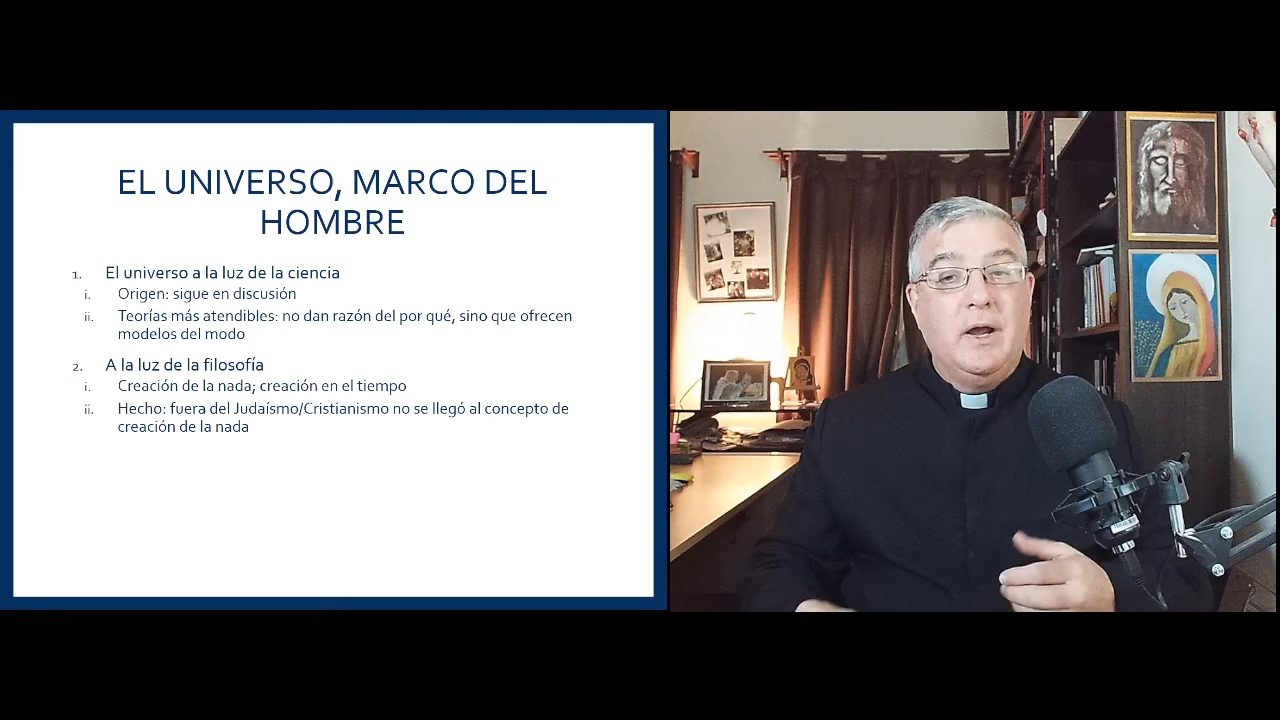 EL UNIVERSO, MARCO DEL
HOMBRE
1. El universo a la luz de la ciencia
i. Origen: sigue en discusión
ii. Teorías más atendibles: no dan razón del por qué, sino que ofrecen
modelos del modo
2. A la luz de la filosofía
i. Creación de la nada; creación en el tiempo
ii. Hecho: fuera del Judaísmo/Cristianismo no se llegó al concepto de
creación de la nada